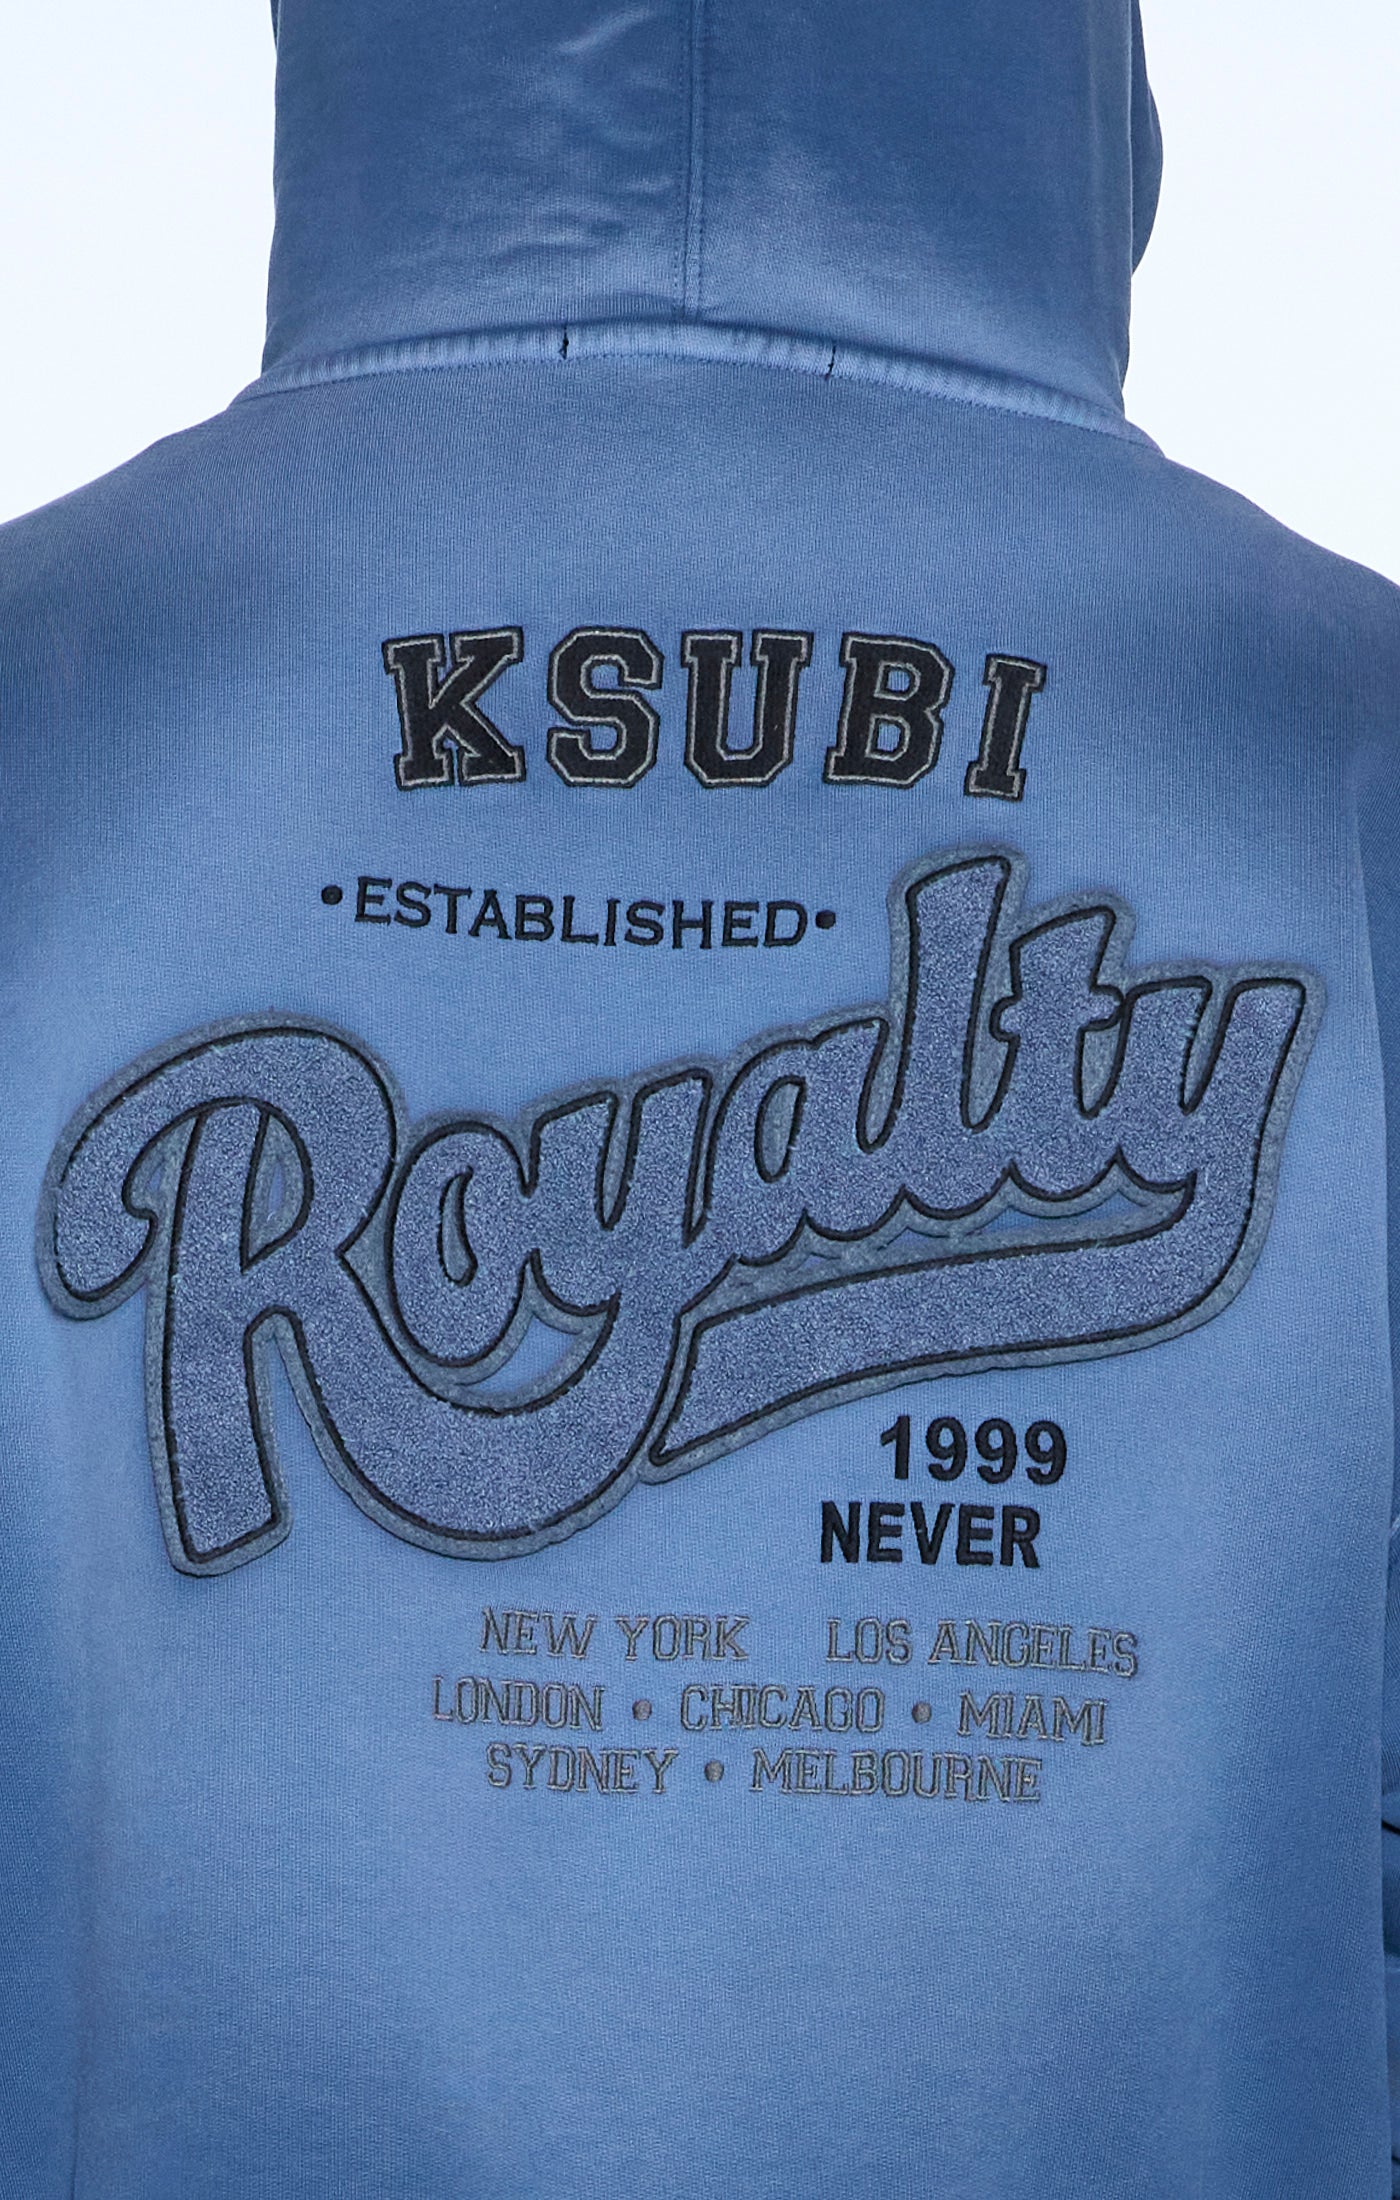 KSUBI
•ESTABLISHED•
Royalty
1999
NEVER
NEW YORK LOS ANGELES
LONDON • CHICAGO • MIAMI
SYDNEY • MELBOURNE